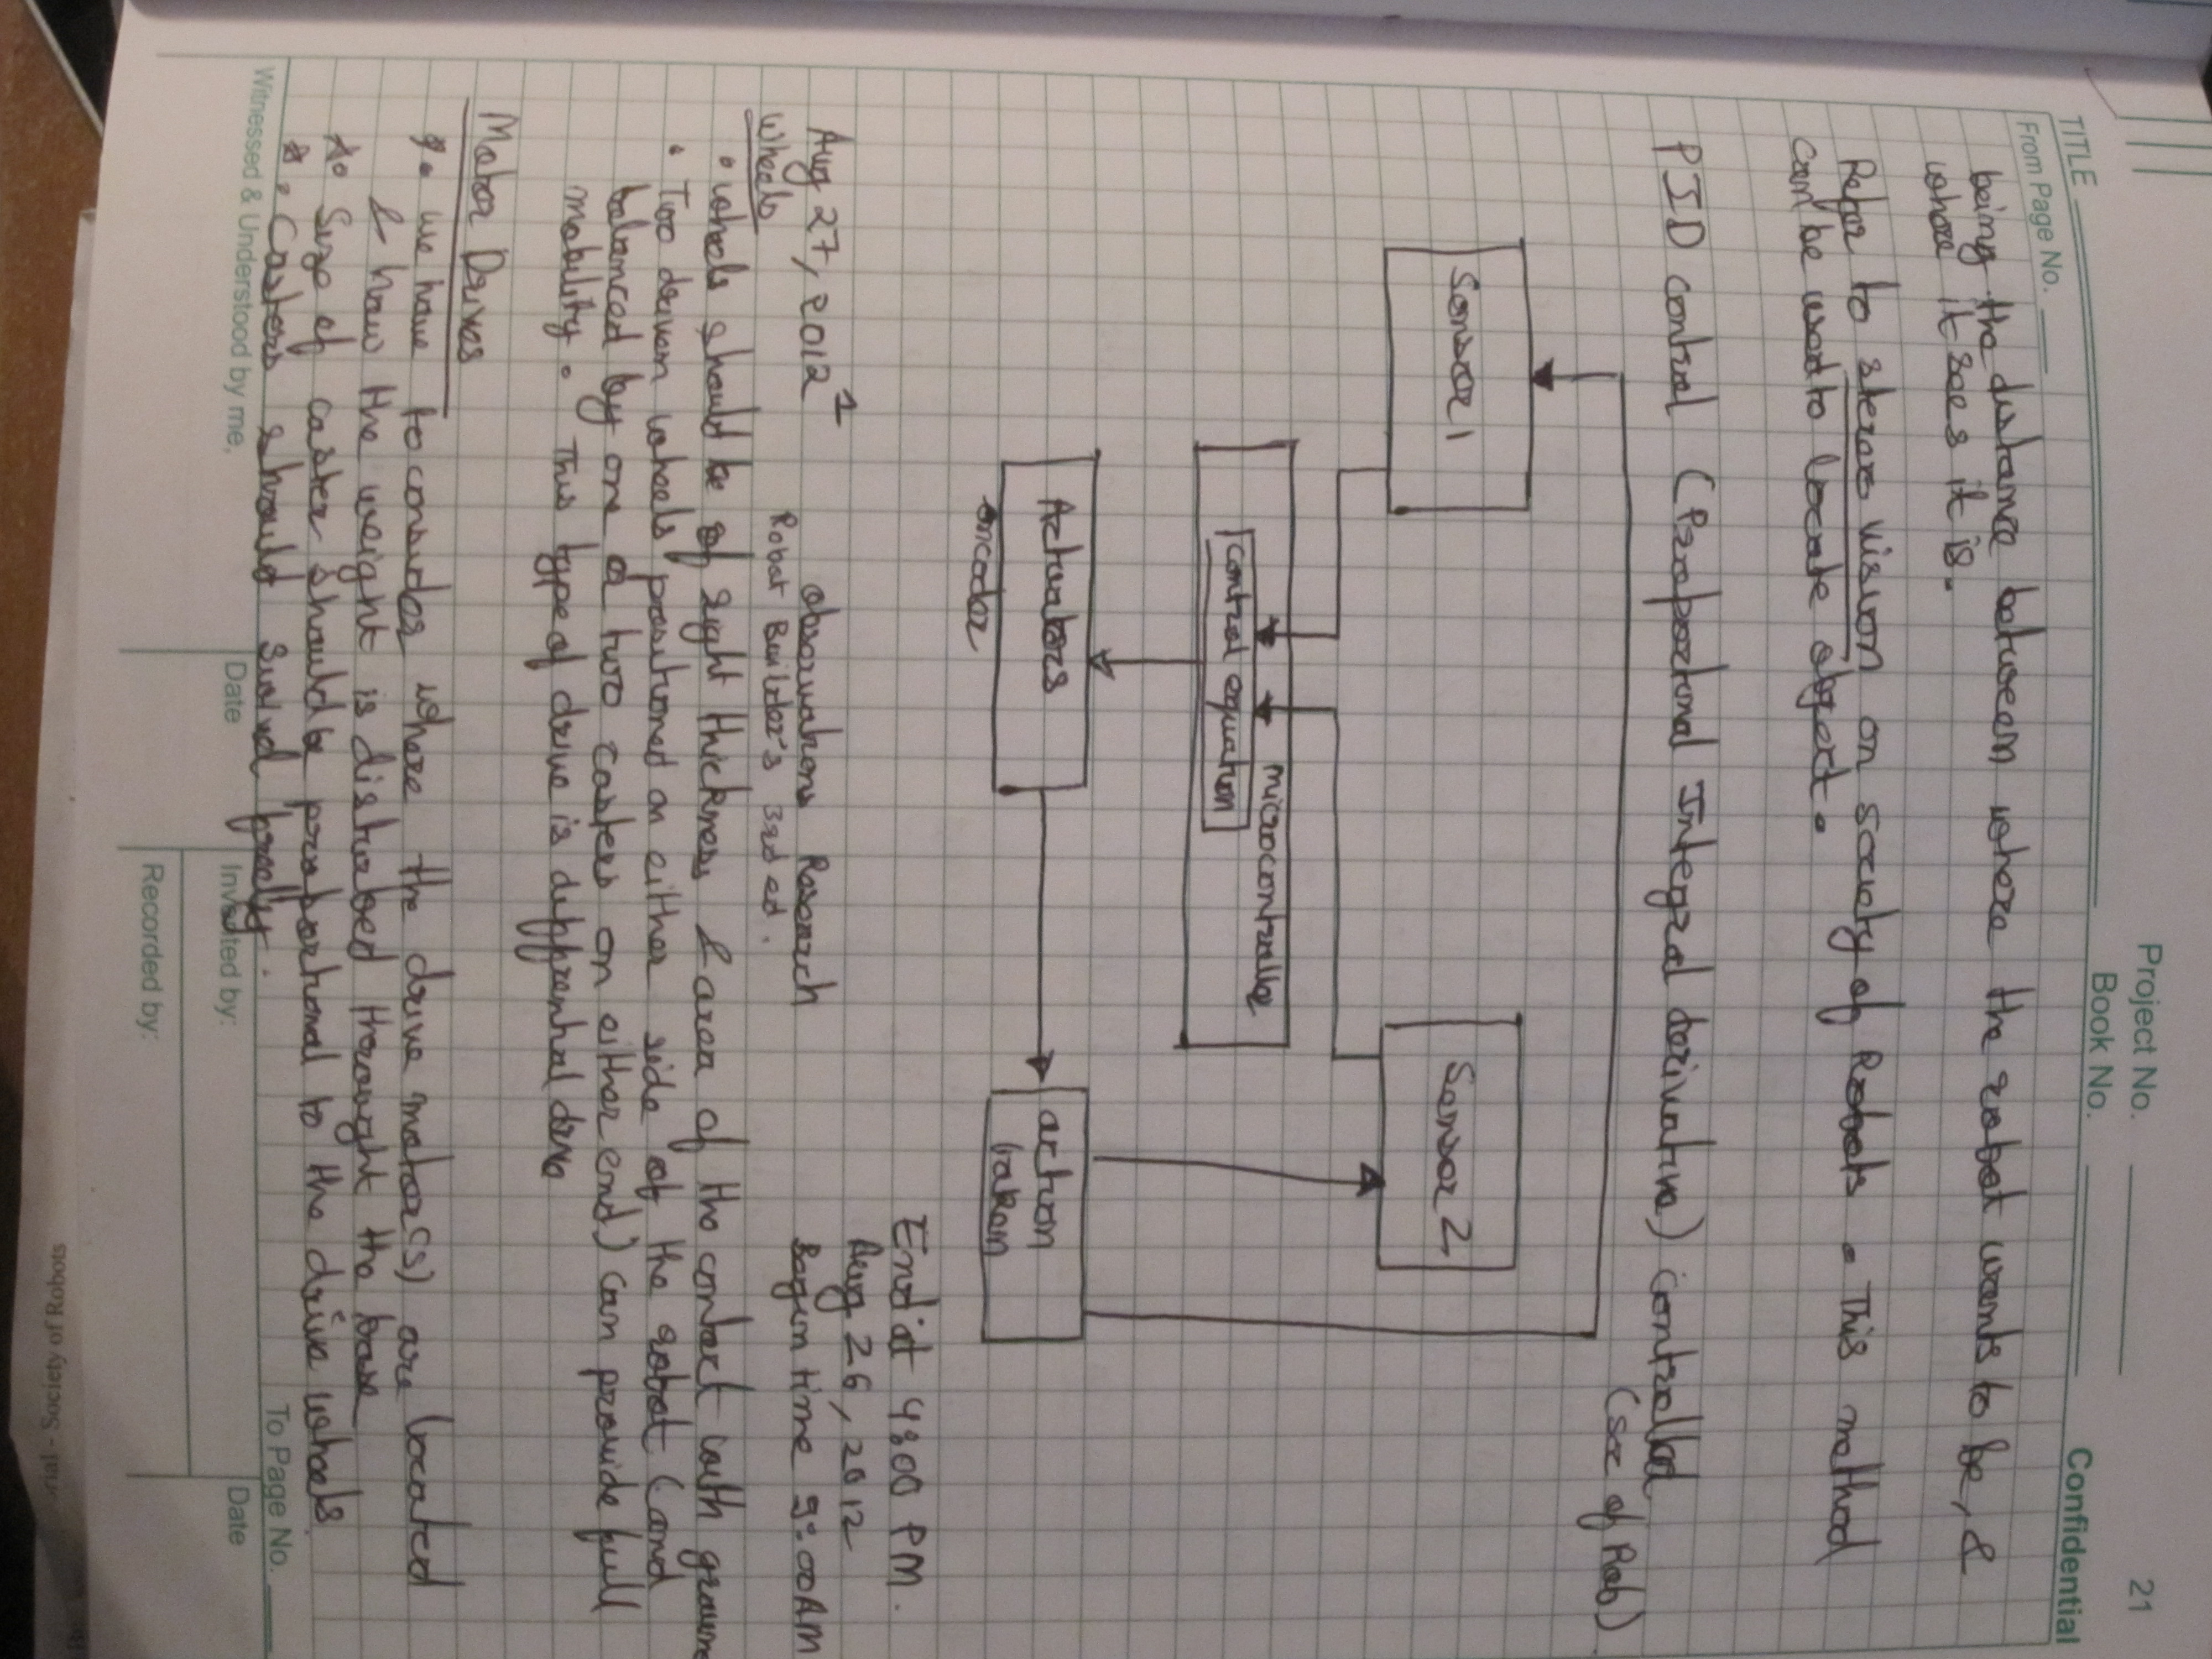 Project No.
21
Book No.
Confidential
TITLE
From Page No.
being the distance between where the robot wants to be, &
where it sees it is.
Refer to stereo vision on society of Robots. This method
can be used to locate object.
PID control (Proportional Integral derivative) controlled
(soc of Rob)
Sensor 1
Sensor 2
microcontroller
control equation
Actuators
encoder
action
taken
End at 4:00 PM.
Aug 26, 2012
Aug 27, 2012
observations Research
Begin time 9:00AM
Wheels
Robot Builder's 3rd ed.
• wheels should be of right thickness & area of the contact with
• Two driven wheels positioned on either side of the robot (and
balanced by one or two casters on either end) can provide full
mobility. This type of drive is differential drive
Motor Drives
we have to consider where the drive motor(s) are located
& how the weight is disturbed throught the base
Size of caster should be proportional to the drive wheels.
Casters should swivel freely.
To Page No.
Witnessed & Understood by me,
Date
Invented by:
Date
Recorded by:
rial - Society of Robots